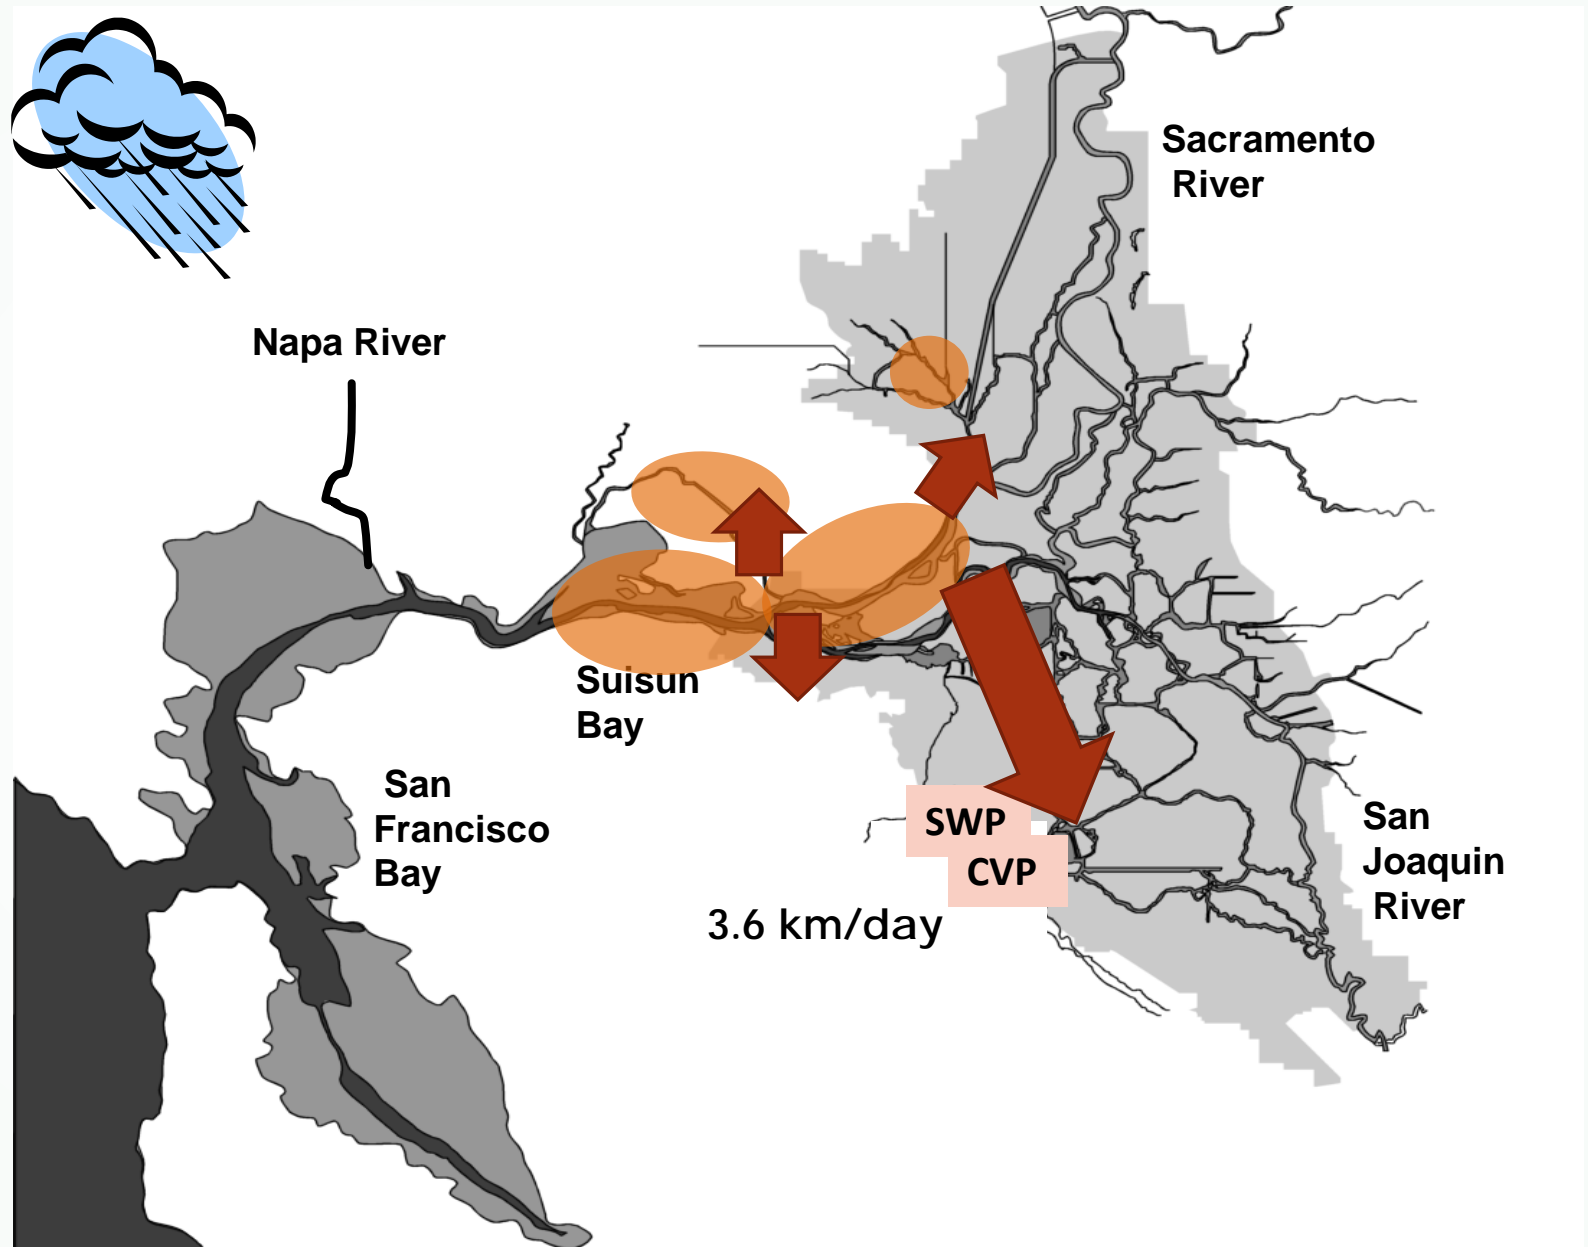 Sacramento
River
Napa River
Suisun
Bay
San
Francisco
Bay
SWP
CVP
San
Joaquin
River
3.6 km/day